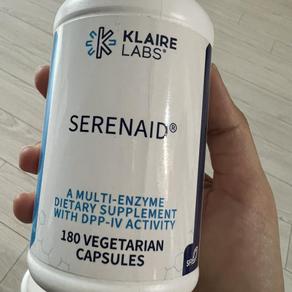 KLAIRE
LABS®
SERENAID®
A MULTI-ENZYME
DIETARY SUPPLEMENT
WITH DPP-IV ACTIVITY
180 VEGETARIAN
CAPSULES